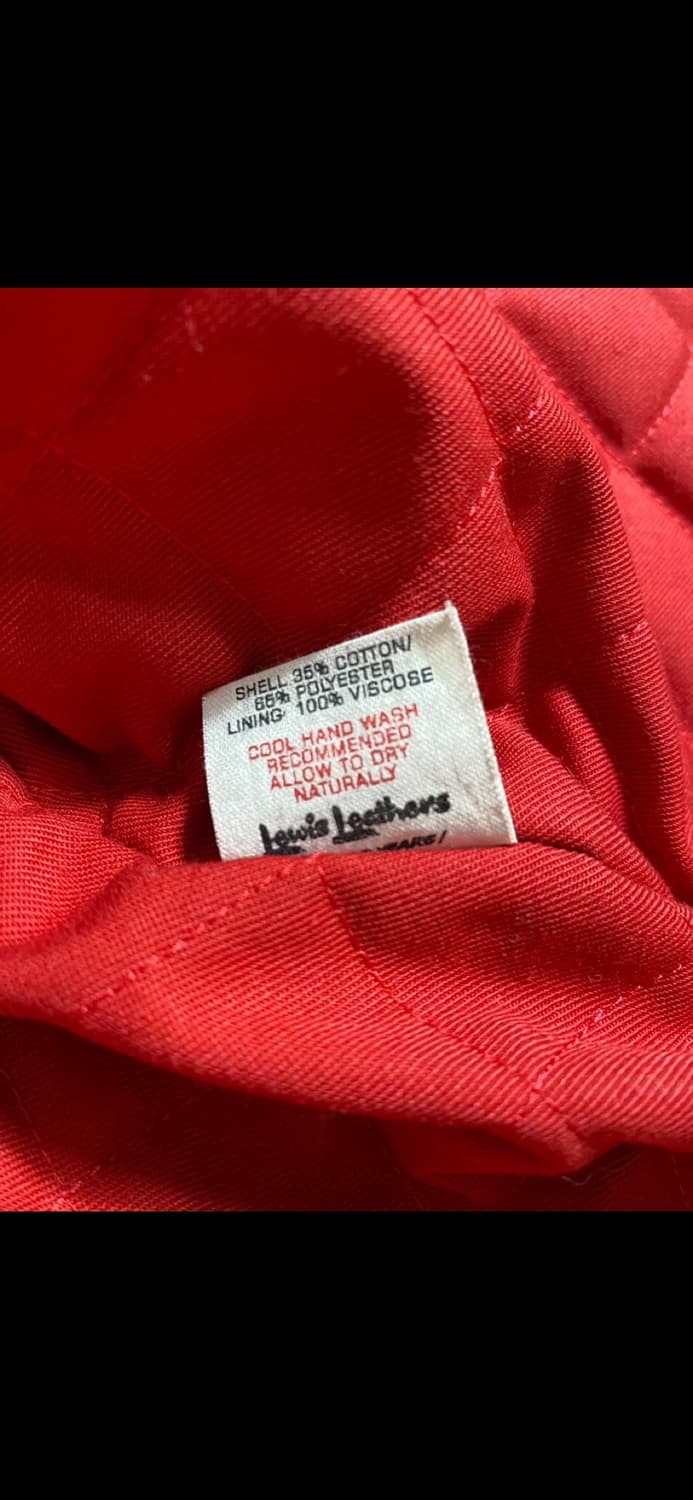 SHELL 35% COTTON/
65% POLYESTER
LINING 100% VISCOSE
COOL HAND WASH
RECOMMENDED
ALLOW TO DRY
NATURALLY
Lewis Leathers